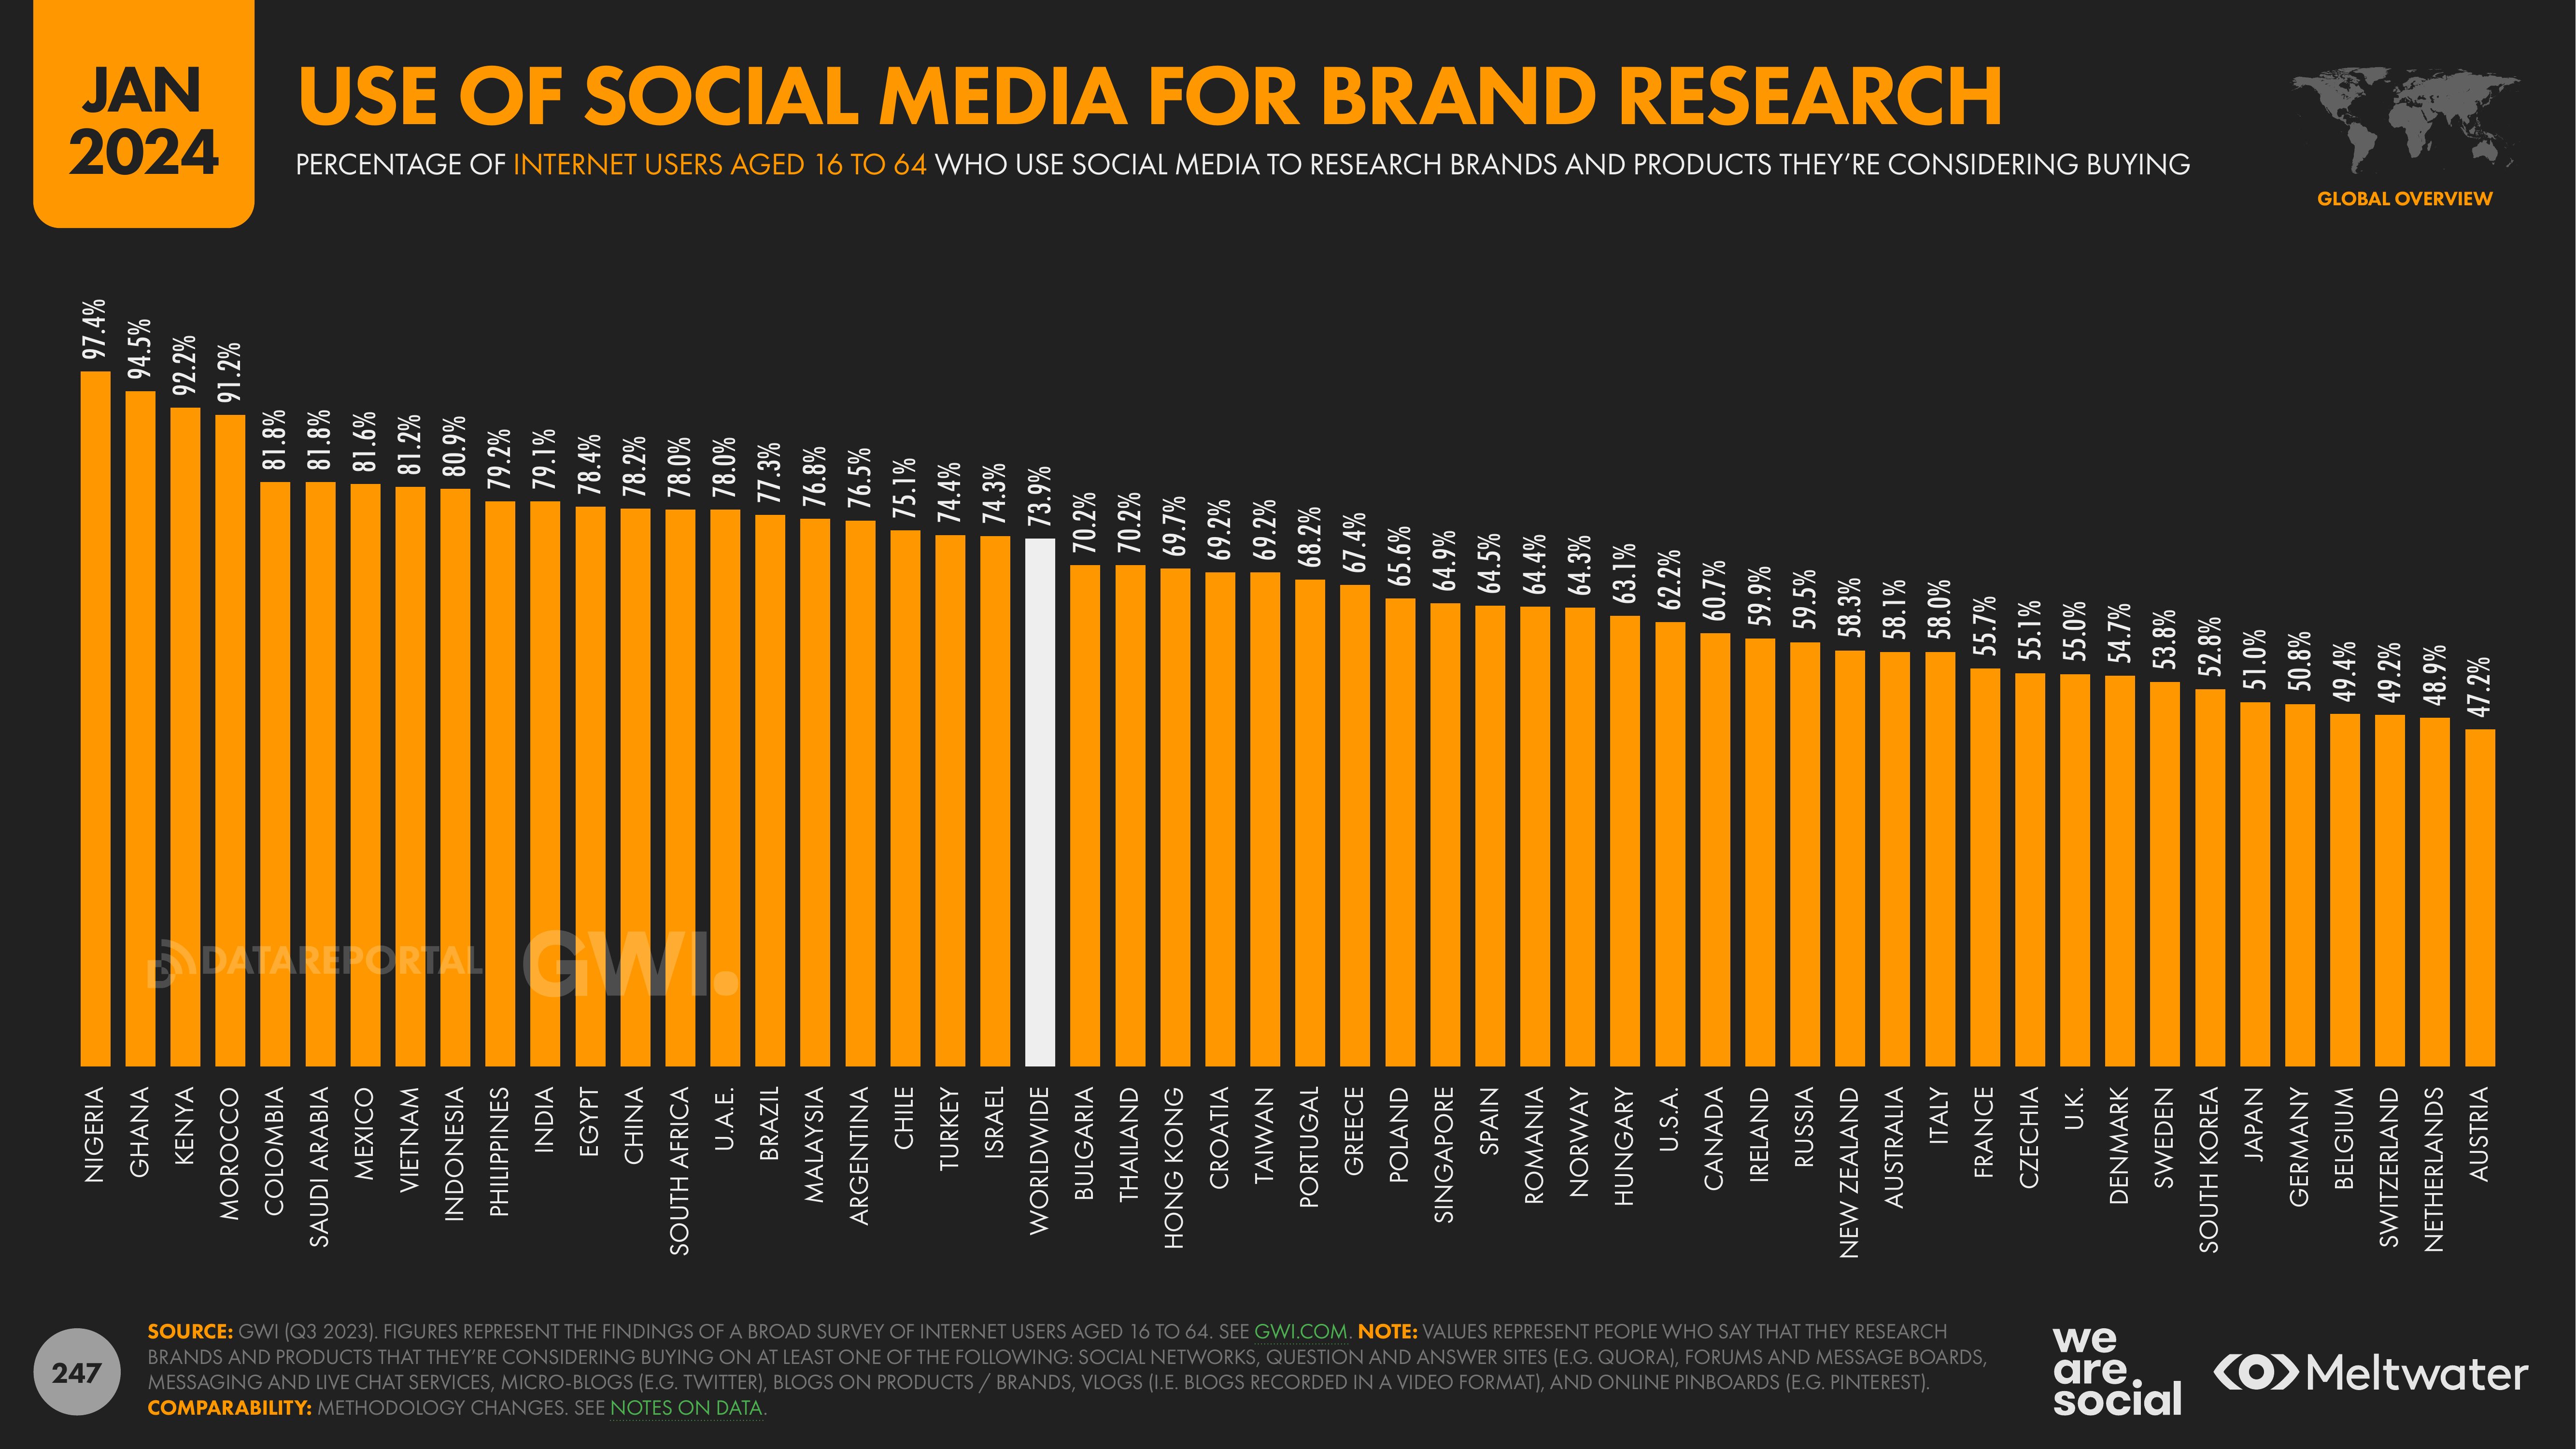 JAN
2024
USE OF SOCIAL MEDIA FOR BRAND RESEARCH
PERCENTAGE OF INTERNET USERS AGED 16 TO 64 WHO USE SOCIAL MEDIA TO RESEARCH BRANDS AND PRODUCTS THEY’RE CONSIDERING BUYING
GLOBAL OVERVIEW
97.4%
94.5%
92.2%
91.2%
81.8%
81.8%
81.6%
81.2%
80.9%
79.2%
79.1%
78.4%
78.2%
78.0%
78.0%
77.3%
76.8%
76.5%
75.1%
74.4%
74.3%
73.9%
70.2%
70.2%
69.7%
69.2%
69.2%
68.2%
67.4%
65.6%
64.9%
64.5%
64.4%
64.3%
63.1%
62.2%
60.7%
59.9%
59.5%
58.3%
58.1%
58.0%
55.7%
55.1%
55.0%
54.7%
53.8%
52.8%
51.0%
50.8%
49.4%
49.2%
48.9%
47.2%
DATAREPORTAL
GWI.
NIGERIA
GHANA
KENYA
MOROCCO
COLOMBIA
SAUDI ARABIA
MEXICO
VIETNAM
INDONESIA
PHILIPPINES
INDIA
EGYPT
CHINA
SOUTH AFRICA
U.A.E.
BRAZIL
MALAYSIA
ARGENTINA
CHILE
TURKEY
ISRAEL
WORLDWIDE
BULGARIA
THAILAND
HONG KONG
CROATIA
TAIWAN
PORTUGAL
GREECE
POLAND
SINGAPORE
SPAIN
ROMANIA
NORWAY
HUNGARY
U.S.A.
CANADA
IRELAND
RUSSIA
NEW ZEALAND
AUSTRALIA
ITALY
FRANCE
CZECHIA
U.K.
DENMARK
SWEDEN
SOUTH KOREA
JAPAN
GERMANY
BELGIUM
SWITZERLAND
NETHERLANDS
AUSTRIA
247
SOURCE: GWI (Q3 2023). FIGURES REPRESENT THE FINDINGS OF A BROAD SURVEY OF INTERNET USERS AGED 16 TO 64. SEE GWI.COM. NOTE: VALUES REPRESENT PEOPLE WHO SAY THAT THEY RESEARCH
BRANDS AND PRODUCTS THAT THEY’RE CONSIDERING BUYING ON AT LEAST ONE OF THE FOLLOWING: SOCIAL NETWORKS, QUESTION AND ANSWER SITES (E.G. QUORA), FORUMS AND MESSAGE BOARDS,
MESSAGING AND LIVE CHAT SERVICES, MICRO-BLOGS (E.G. TWITTER), BLOGS ON PRODUCTS / BRANDS, VLOGS (I.E. BLOGS RECORDED IN A VIDEO FORMAT), AND ONLINE PINBOARDS (E.G. PINTEREST).
COMPARABILITY: METHODOLOGY CHANGES. SEE NOTES ON DATA.
we
are
social
Meltwater